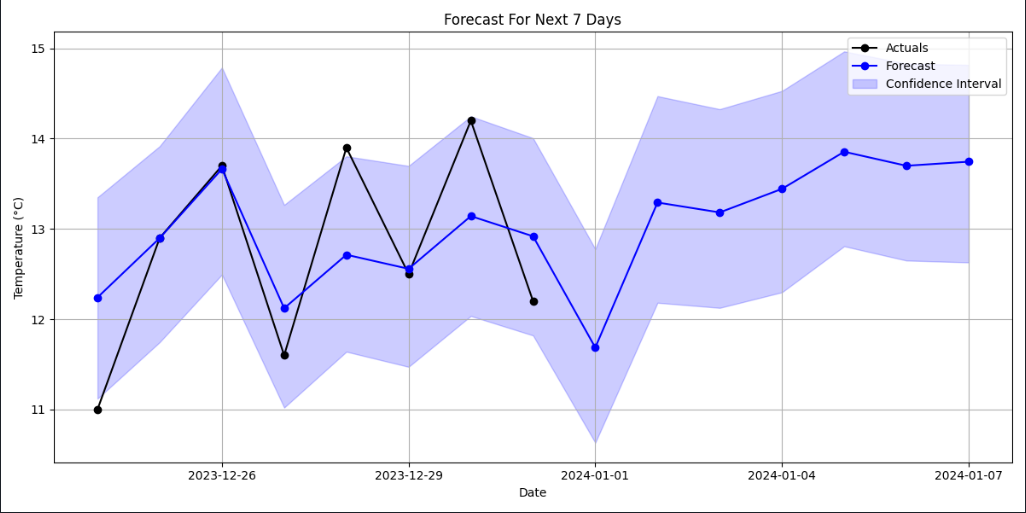 Forecast For Next 7 Days
15
14
13
12
11
Temperature (°C)
Actuals
Forecast
Confidence Interval
2023-12-26
2023-12-29
2024-01-01
2024-01-04
2024-01-07
Date